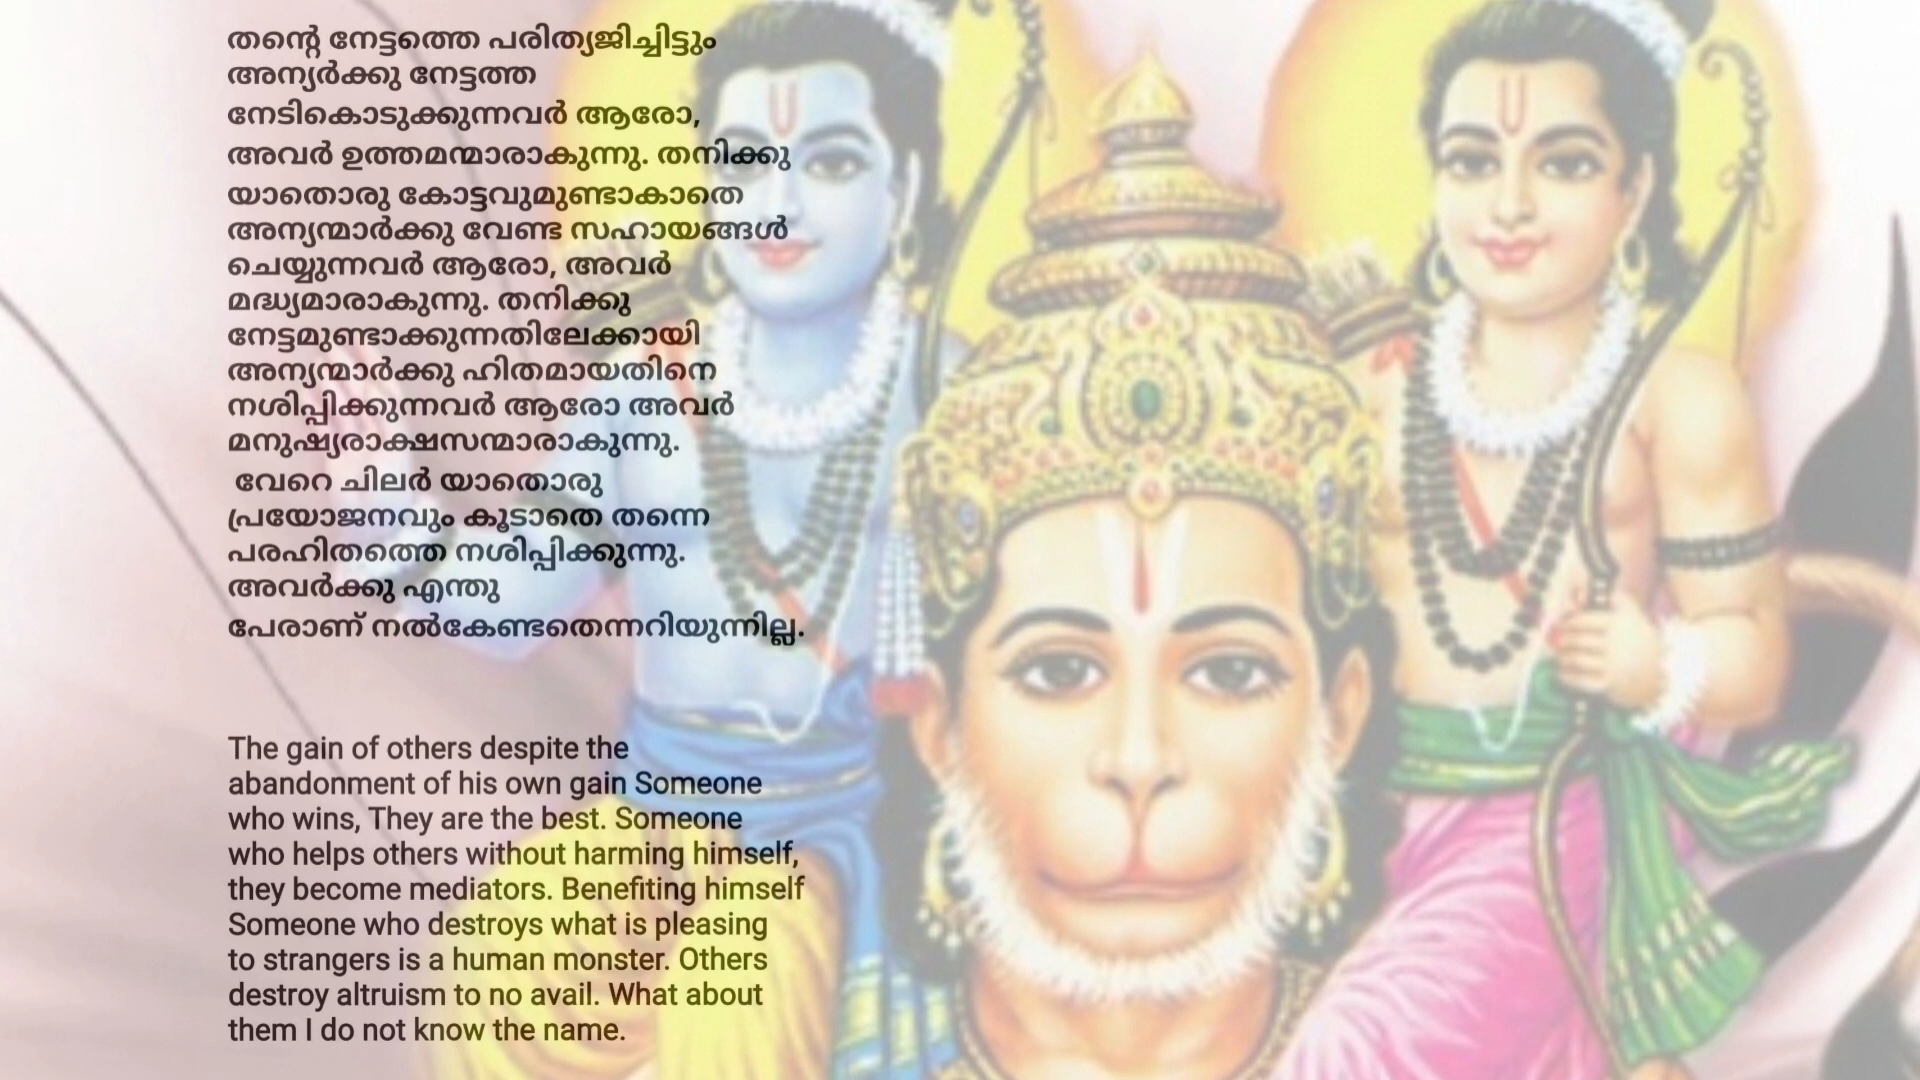 തന്റെ നേട്ടത്തെ പരിത്യജിച്ചിട്ടും
അന്യർക്കു നേട്ടത്ത
നേടികൊടുക്കുന്നവർ ആരോ,
അവർ ഉത്തമന്മാരാകുന്നു. തനിക്കു
യാതൊരു കോട്ടവുമുണ്ടാകാതെ
അന്യന്മാർക്കു വേണ്ട സഹായങ്ങൾ
ചെയ്യുന്നവർ ആരോ, അവർ
മദ്ധ്യമാരാകുന്നു. തനിക്കു
നേട്ടമുണ്ടാക്കുന്നതിലേക്കായി
അന്യന്മാർക്കു ഹിതമായതിനെ
നശിപ്പിക്കുന്നവർ ആരോ അവർ
മനുഷ്യരാക്ഷസന്മാരാകുന്നു.
വേറെ ചിലർ യാതൊരു
പ്രയോജനവും കൂടാതെ തന്നെ
പരഹിതത്തെ നശിപ്പിക്കുന്നു.
അവർക്കു എന്തു
പേരാണ് നൽകേണ്ടതെന്നറിയുന്നില്ല.
The gain of others despite the
abandonment of his own gain Someone
who wins, They are the best. Someone
who helps others without harming himself,
they become mediators. Benefiting himself
Someone who destroys what is pleasing
to strangers is a human monster. Others
destroy altruism to no avail. What about
them I do not know the name.